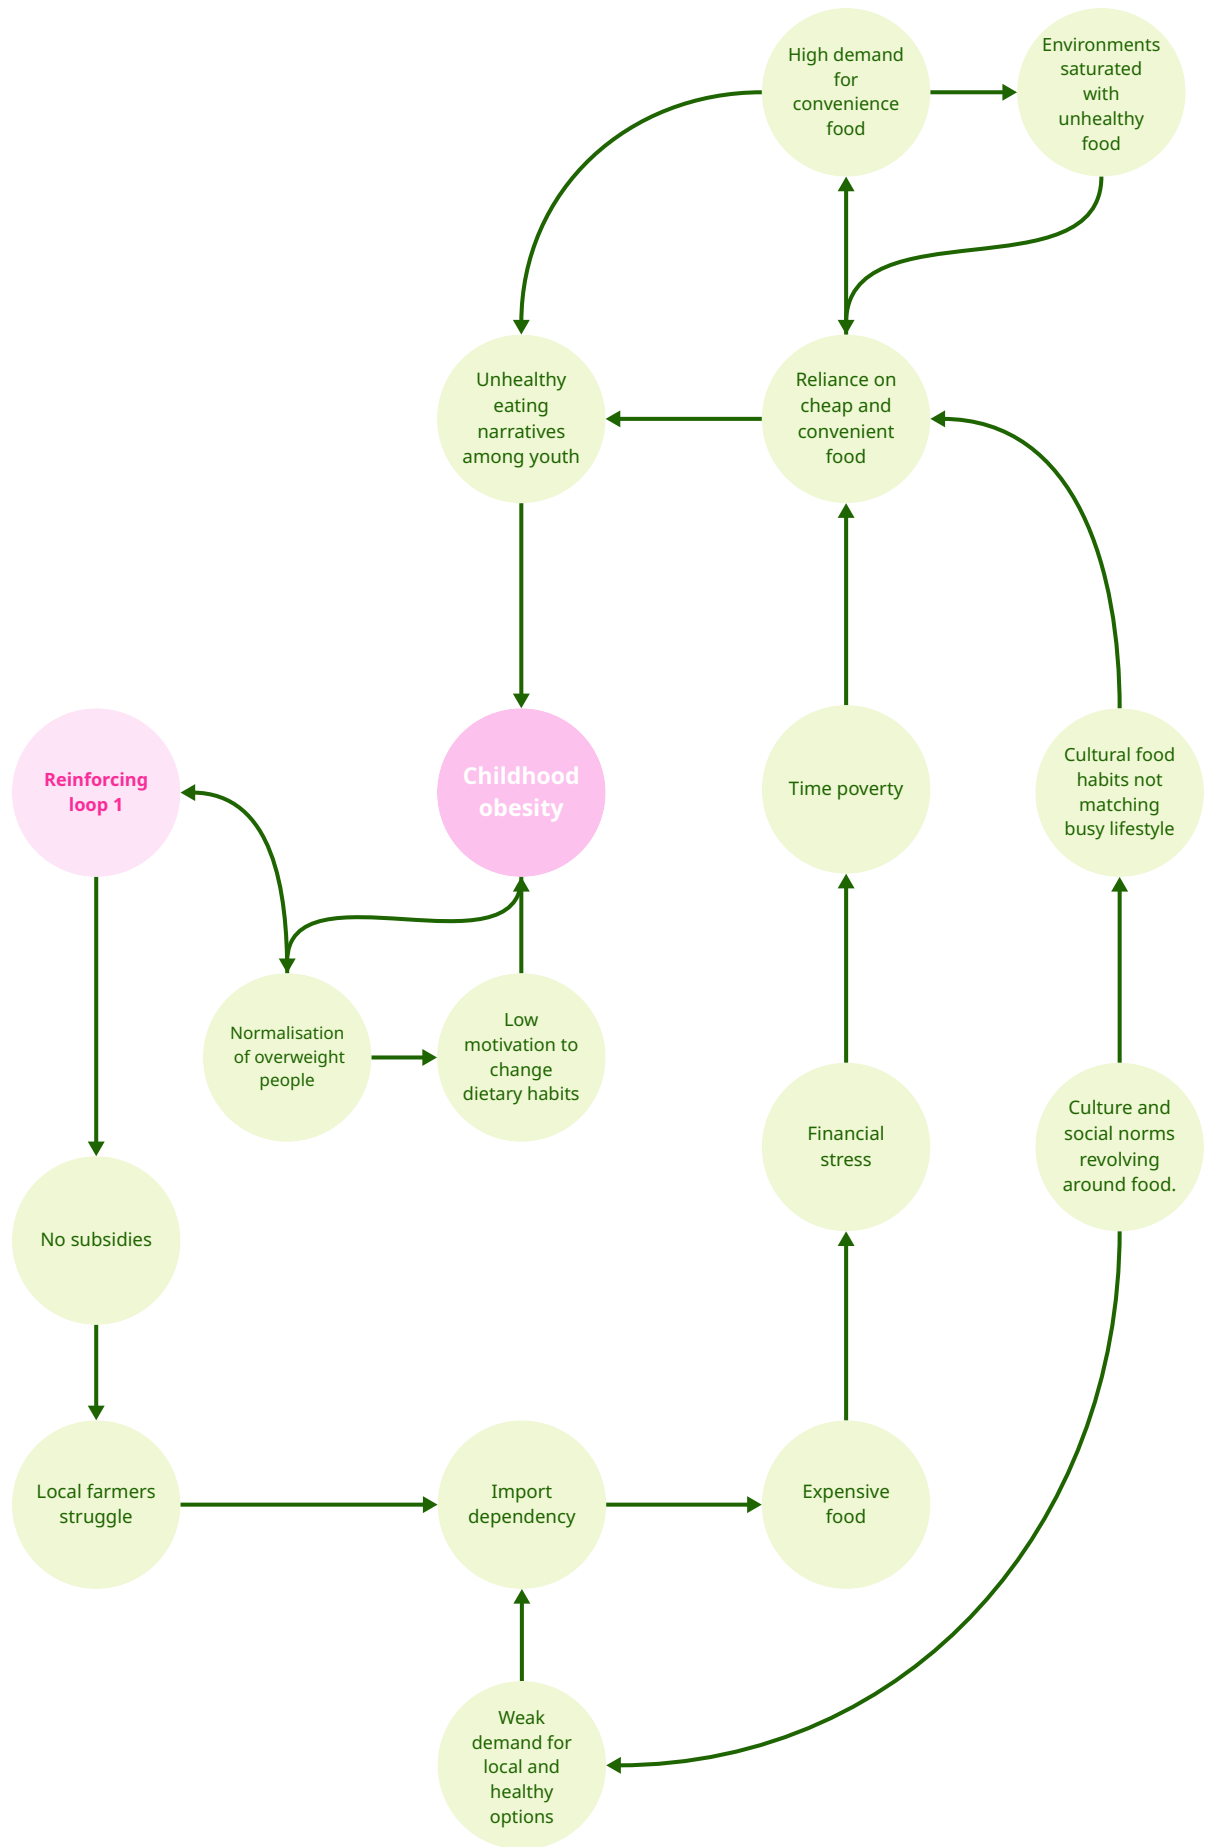 High demand
for
convenience
food
Environments
saturated
with
unhealthy
food
Unhealthy
eating
narratives
among youth
Reliance on
cheap and
convenient
food
Reinforcing
loop 1
Childhood
obesity
Time poverty
Cultural food
habits not
matching
busy lifestyle
Normalisation
of overweight
people
Low
motivation to
change
dietary habits
Financial
stress
Culture and
social norms
revolving
around food.
No subsidies
Local farmers
struggle
Import
dependency
Expensive
food
Weak
demand for
local and
healthy
options